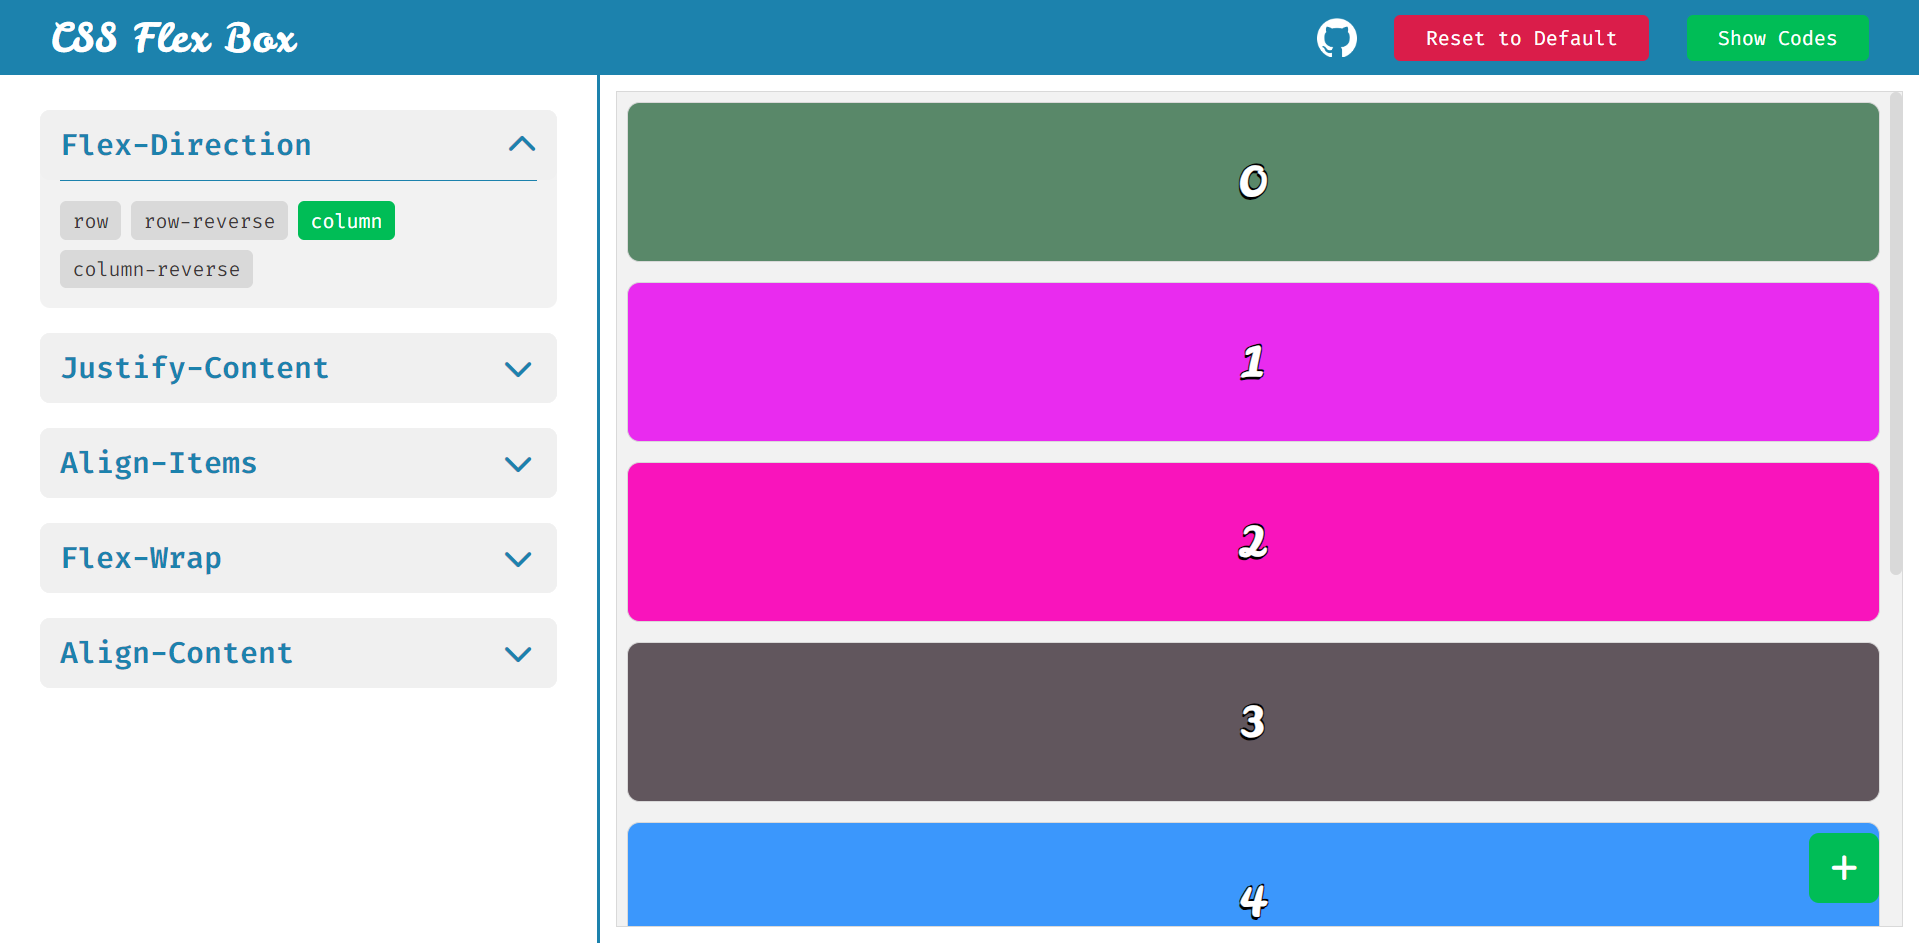 CSS Flex Box
Reset to Default
Show Codes
Flex-Direction
row row-reverse column
column-reverse
Justify-Content
Align-Items
Flex-Wrap
Align-Content
0
1
2
3
4
+